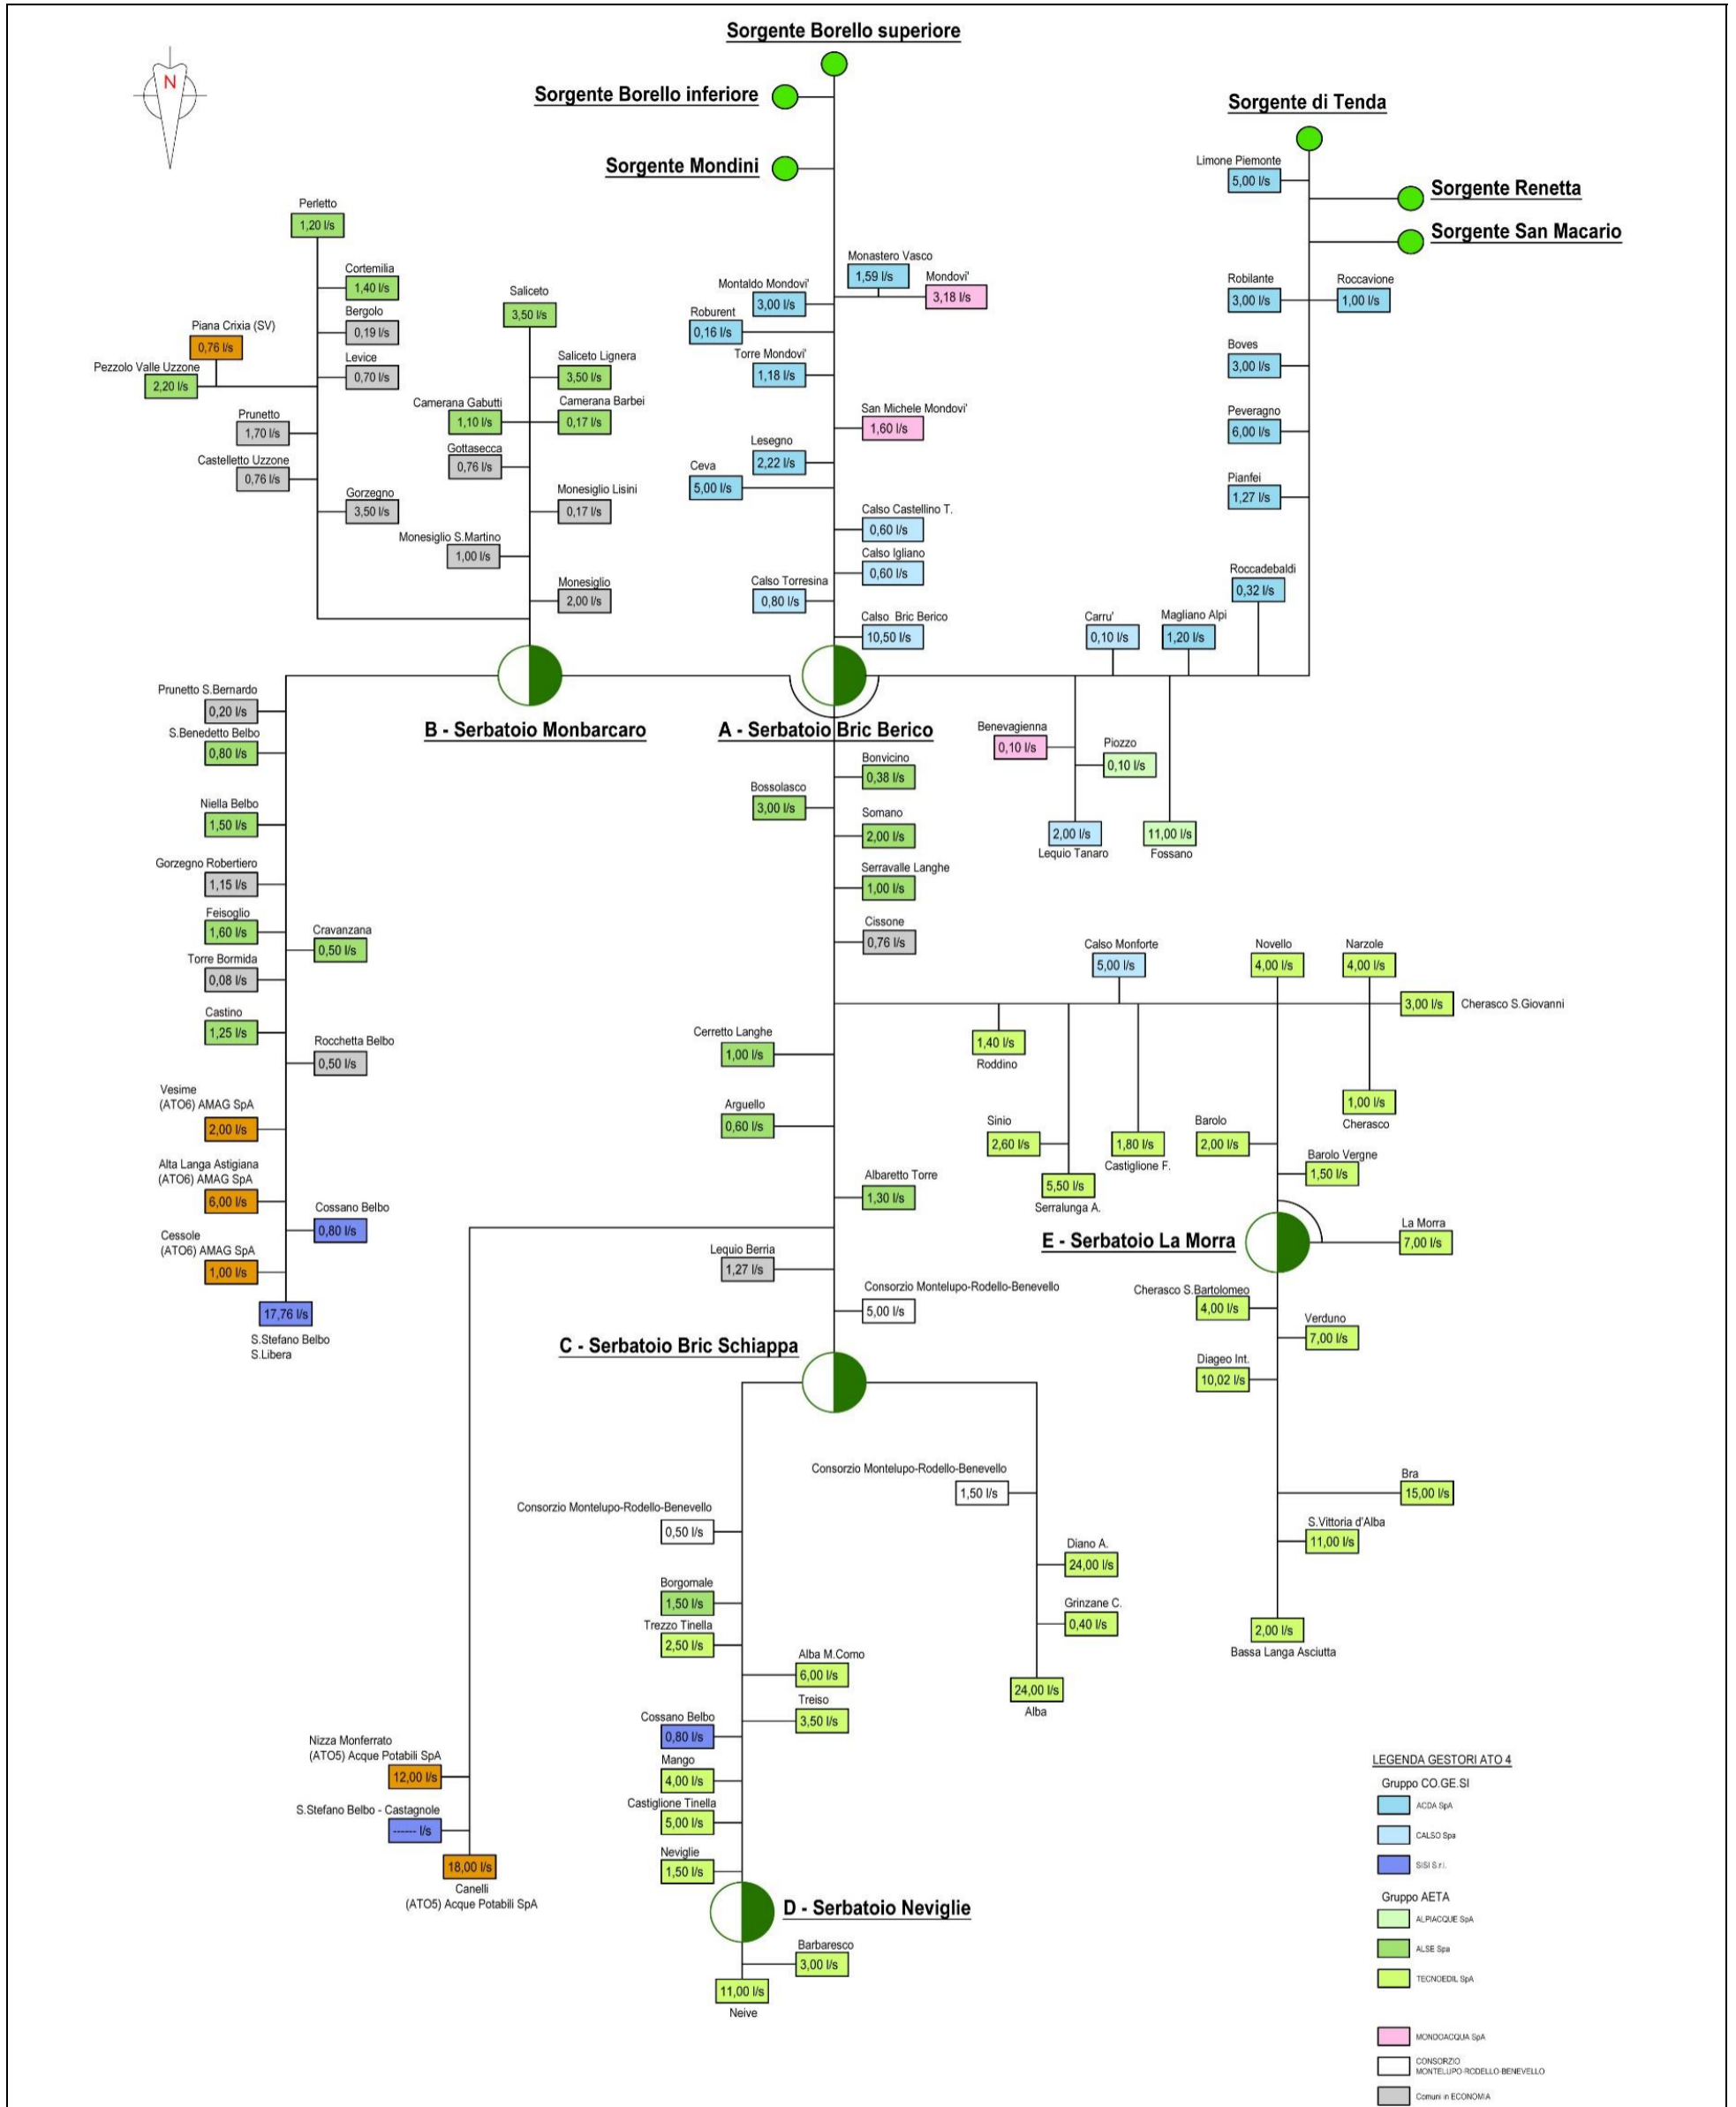 Sorgente Borello superiore
Sorgente Borello inferiore
Sorgente Mondini
Sorgente di Tenda
Sorgente Renetta
Sorgente San Macario
N
Limone Piemonte
5,00 l/s
Robilante
3,00 l/s
Roccavione
1,00 l/s
Boves
3,00 l/s
Peveragno
6,00 l/s
Pianfei
1,27 l/s
Roccadebaldi
0,32 l/s
Magliano Alpi
1,20 l/s
Carru'
0,10 l/s
Perletto
1,20 l/s
Cortemilia
1,40 l/s
Bergolo
0,19 l/s
Piana Crixia (SV)
0,76 l/s
Levice
0,70 l/s
Pezzolo Valle Uzzone
2,20 l/s
Prunetto
1,70 l/s
Castelletto Uzzone
0,76 l/s
Gorzegno
3,50 l/s
Saliceto
3,50 l/s
Saliceto Lignera
3,50 l/s
Camerana Gabutti
1,10 l/s
Camerana Barbei
0,17 l/s
Gottasecca
0,76 l/s
Monesiglio Lisini
0,17 l/s
Monesiglio S.Martino
1,00 l/s
Monesiglio
2,00 l/s
Monastero Vasco
1,59 l/s
Mondovi'
3,18 l/s
Montaldo Mondovi'
3,00 l/s
Roburent
0,16 l/s
Torre Mondovi'
1,18 l/s
San Michele Mondovi'
1,60 l/s
Lesegno
2,22 l/s
Ceva
5,00 l/s
Calso Castellino T.
0,60 l/s
Calso Igliano
0,60 l/s
Calso Torresina
0,80 l/s
Calso Bric Berico
10,50 l/s
B - Serbatoio Monbarcaro
A - Serbatoio Bric Berico
Prunetto S.Bernardo
0,20 l/s
S.Benedetto Belbo
0,80 l/s
Niella Belbo
1,50 l/s
Gorzegno Robertiero
1,15 l/s
Feisoglio
1,60 l/s
Cravanzana
0,50 l/s
Torre Bormida
0,08 l/s
Castino
1,25 l/s
Rocchetta Belbo
0,50 l/s
Vesime
(ATO6) AMAG SpA
2,00 l/s
Alta Langa Astigiana
(ATO6) AMAG SpA
6,00 l/s
Cossano Belbo
0,80 l/s
Cessole
(ATO6) AMAG SpA
1,00 l/s
17,76 l/s
S.Stefano Belbo
S.Libera
Benevagienna
0,10 l/s
Piozzo
0,10 l/s
2,00 l/s
Lequio Tanaro
11,00 l/s
Fossano
Bonvicino
0,38 l/s
Bossolasco
3,00 l/s
Somano
2,00 l/s
Serravalle Langhe
1,00 l/s
Cissone
0,76 l/s
Calso Monforte
5,00 l/s
Novello
4,00 l/s
Narzole
4,00 l/s
3,00 l/s
Cherasco S.Giovanni
Cerretto Langhe
1,00 l/s
1,40 l/s
Roddino
1,00 l/s
Cherasco
Arguello
0,60 l/s
Sinio
2,60 l/s
1,80 l/s
Castiglione F.
Barolo
2,00 l/s
Barolo Vergne
1,50 l/s
5,50 l/s
Serralunga A.
Albaretto Torre
1,30 l/s
E - Serbatoio La Morra
La Morra
7,00 l/s
Lequio Berria
1,27 l/s
Consorzio Montelupo-Rodello-Benevello
5,00 l/s
Cherasco S.Bartolomeo
4,00 l/s
Verduno
7,00 l/s
Diageo Int.
10,02 l/s
C - Serbatoio Bric Schiappa
Consorzio Montelupo-Rodello-Benevello
1,50 l/s
Bra
15,00 l/s
S.Vittoria d'Alba
11,00 l/s
Consorzio Montelupo-Rodello-Benevello
0,50 l/s
Diano A.
24,00 l/s
Borgomale
1,50 l/s
Grinzane C.
0,40 l/s
Trezzo Tinella
2,50 l/s
2,00 l/s
Bassa Langa Asciutta
Alba M.Como
6,00 l/s
24,00 l/s
Alba
Treiso
3,50 l/s
Cossano Belbo
0,80 l/s
Nizza Monferrato
(ATO5) Acque Potabili SpA
12,00 l/s
Mango
4,00 l/s
S.Stefano Belbo - Castagnole
------ l/s
Castiglione Tinella
5,00 l/s
18,00 l/s
Canelli
(ATO5) Acque Potabili SpA
Neviglie
1,50 l/s
D - Serbatoio Neviglie
Barbaresco
3,00 l/s
11,00 l/s
Neive
LEGENDA GESTORI ATO 4
Gruppo CO.GE.SI
ACDA SpA
CALSO Spa
SISI S.r.l.
Gruppo AETA
ALPIACQUE SpA
ALSE Spa
TECNOEDIL SpA
MONDOACQUA SpA
CONSORZIO
MONTELUPO-RODELLO-BENEVELLO
Comuni in ECONOMIA